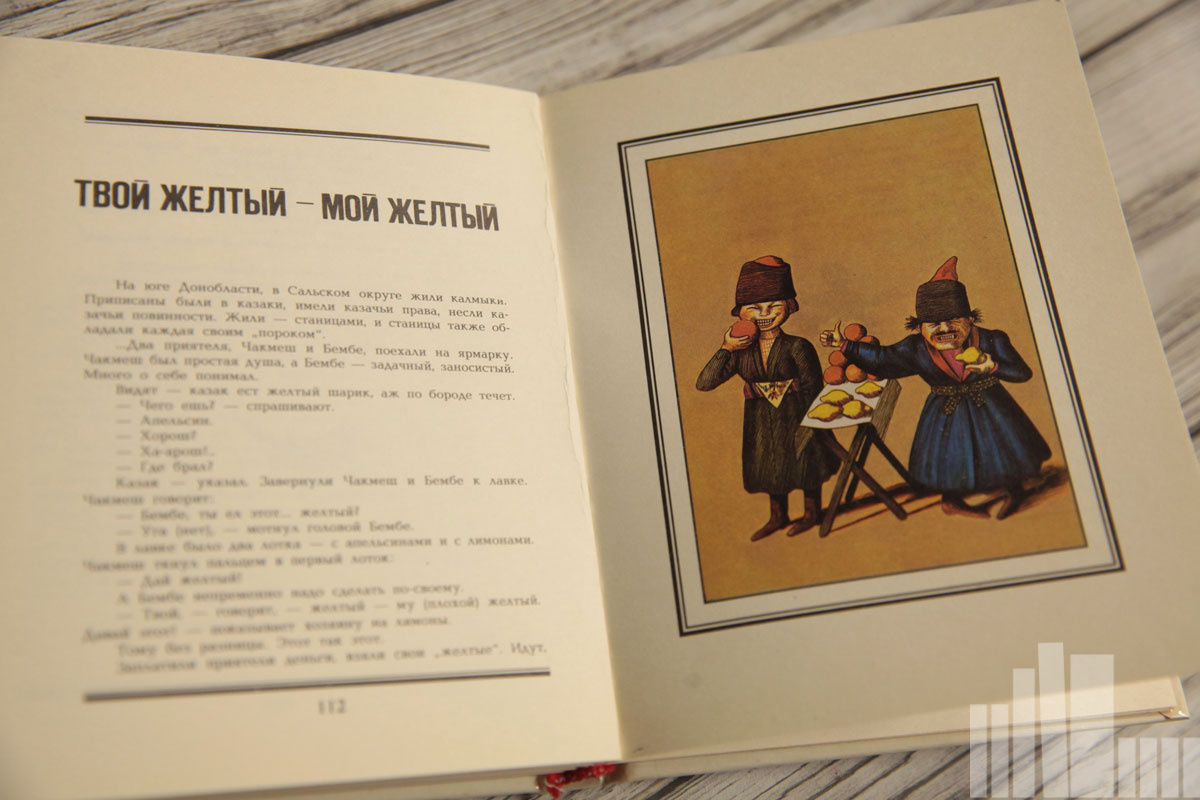 ТВОЙ ЖЕЛТЫЙ — МОЙ ЖЕЛТЫЙ
На юге Донобласти, в Сальском округе жили калмыки.
Приписаны были в казаки, имели казачьи права, несли ка-
зачьи повинности. Жили — станицами, и станицы также об-
ладали каждая своим „пороком“.
...Два приятеля, Чакмеш и Бембе, поехали на ярмарку.
Чакмеш был простая душа, а Бембе — задачный, заносистый.
Много о себе понимал.
Видят — казак ест желтый шарик, аж по бороде течет.
— Чего ешь? — спрашивают.
— Апельсин.
— Хорош?
— Ха-арош!..
— Где брал?
Казак — указал. Завернули Чакмеш и Бембе к лавке.
Чакмеш говорит:
— Бембе, ты ел этот... желтый?
— Уга (нет), — мотнул головой Бембе.
В лавке было два лотка — с апельсинами и с лимонами.
Чакмеш ткнул пальцем в первый лоток:
— Дай желтый!
А Бембе непременно надо сделать по-своему.
— Твой, — говорит, — желтый — му (плохой) желтый.
Давай этот! — показывает хозяину на лимоны.
Тому без разницы. Этот так этот.
Заплатили приятели деньги, взяли свои „желтые“. Идут,
112